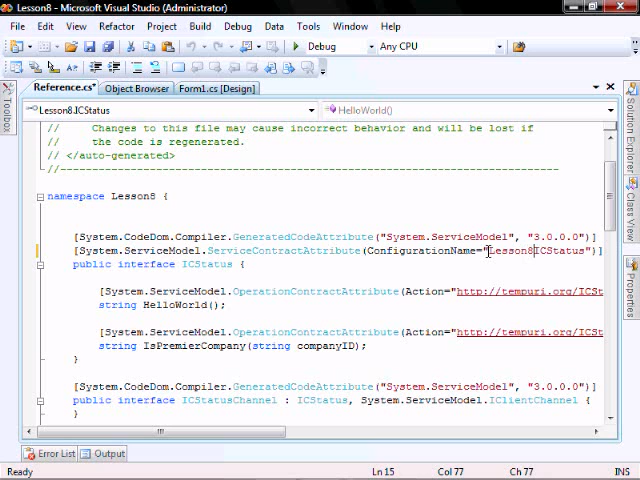 Lesson8 - Microsoft Visual Studio (Administrator)
File Edit View Refactor Project Build Debug Data Tools Test Window Help
Debug Any CPU
Reference.cs* Object Browser Form1.cs [Design]
Lesson8.ICStatus HelloWorld()
// Changes to this file may cause incorrect behavior and will be lost if
// the code is regenerated.
// </auto-generated>
//------------------------------------------------------------------------------
namespace Lesson8 {
[System.CodeDom.Compiler.GeneratedCodeAttribute("System.ServiceModel", "3.0.0.0")]
[System.ServiceModel.ServiceContractAttribute(ConfigurationName="Lesson8ICStatus")]
public interface ICStatus {
[System.ServiceModel.OperationContractAttribute(Action="http://tempuri.org/ICSt
string HelloWorld();
[System.ServiceModel.OperationContractAttribute(Action="http://tempuri.org/ICSt
string IsPremierCompany(string companyID);
}
[System.CodeDom.Compiler.GeneratedCodeAttribute("System.ServiceModel", "3.0.0.0")]
public interface ICStatusChannel : ICStatus, System.ServiceModel.IClientChannel {
}
Error List Output
Ready Ln 15 Col 77 Ch 77 INS
Toolbox
Solution Explorer
Class View
Properties